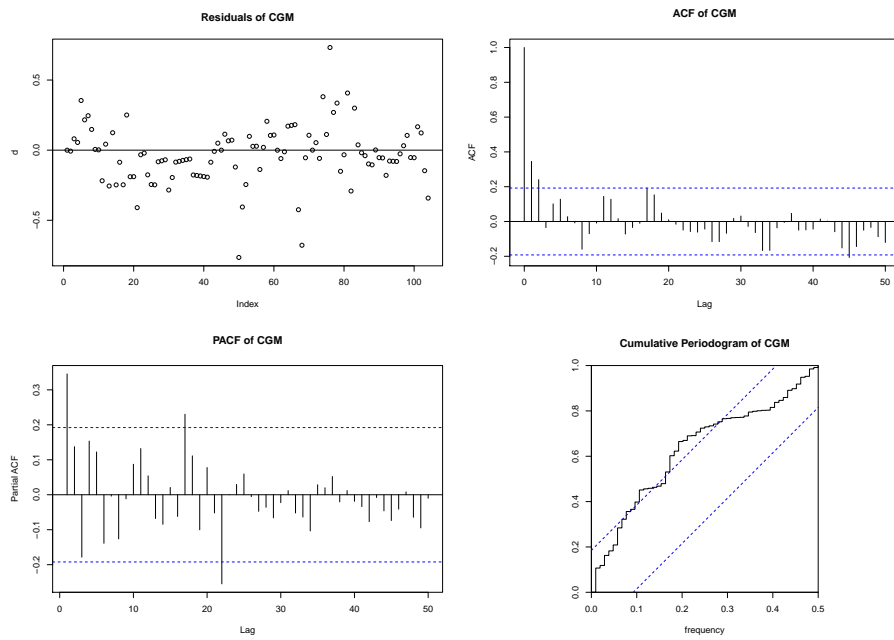 Residuals of CGM
d
0.5
0.0
−0.5
0 20 40 60 80 100
Index
ACF of CGM
ACF
1.0
0.8
0.6
0.4
0.2
0.0
−0.2
0 10 20 30 40 50
Lag
PACF of CGM
Partial ACF
0.3
0.2
0.1
0.0
−0.1
−0.2
0 10 20 30 40 50
Lag
Cumulative Periodogram of CGM
1.0
0.8
0.6
0.4
0.2
0.0
0.0 0.1 0.2 0.3 0.4 0.5
frequency